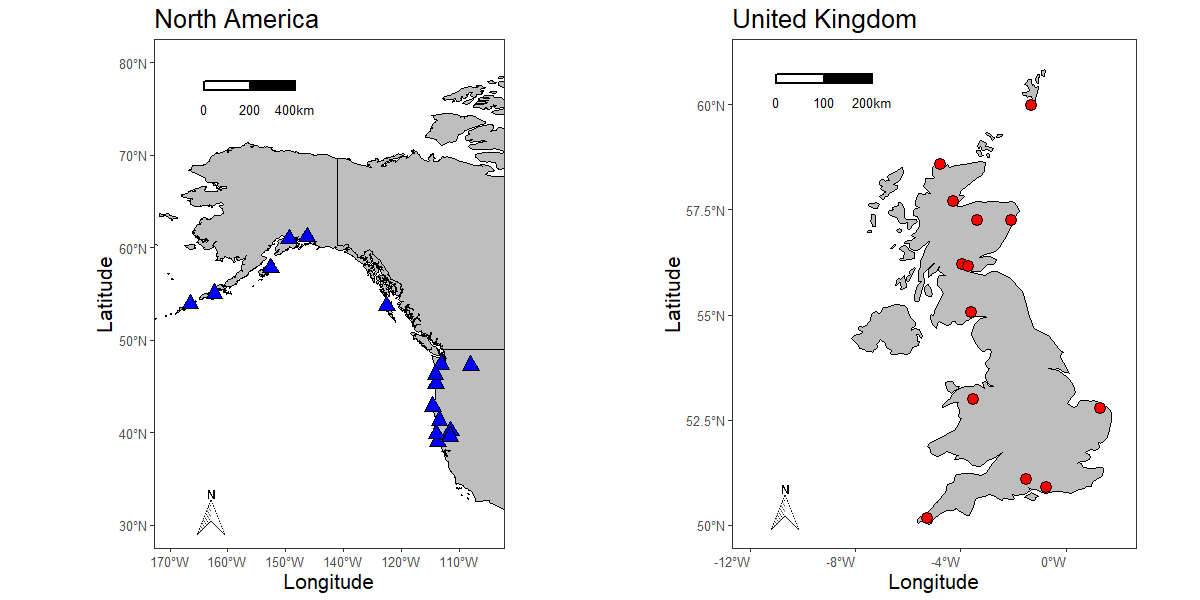 North America
80°N
70°N
60°N
50°N
40°N
30°N
Latitude
0 200 400km
N
170°W 160°W 150°W 140°W 130°W 120°W 110°W
Longitude
United Kingdom
60°N
57.5°N
55°N
52.5°N
50°N
Latitude
0 100 200km
N
-12°W -8°W -4°W 0°W
Longitude